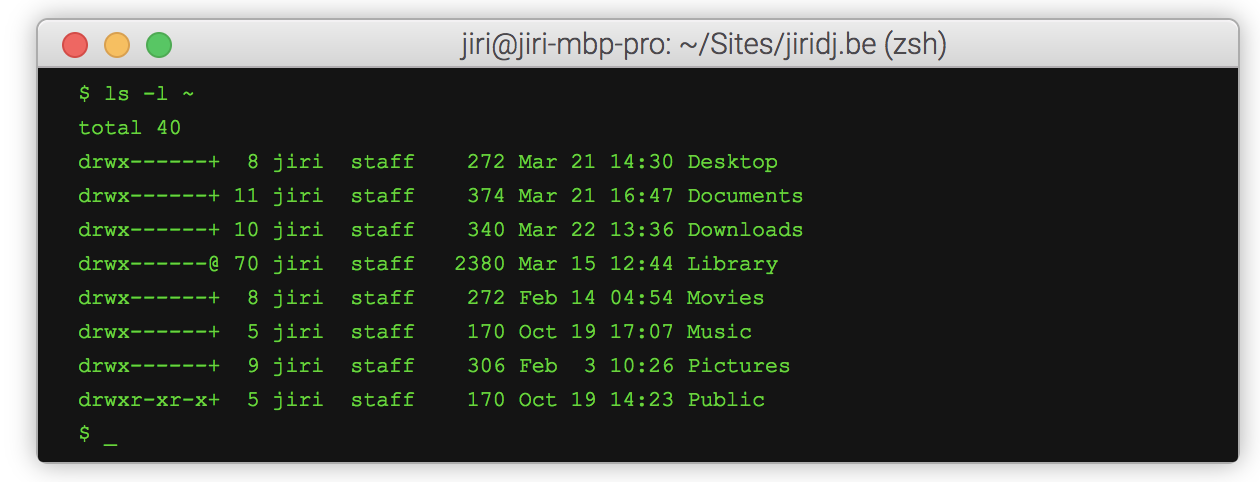 jiri@jiri-mbp-pro: ~/Sites/jiridj.be (zsh)
$ ls -l ~
total 40
drwx------+  8 jiri  staff    272 Mar 21 14:30 Desktop
drwx------+ 11 jiri  staff    374 Mar 21 16:47 Documents
drwx------+ 10 jiri  staff    340 Mar 22 13:36 Downloads
drwx------@ 70 jiri  staff   2380 Mar 15 12:44 Library
drwx------+  8 jiri  staff    272 Feb 14 04:54 Movies
drwx------+  5 jiri  staff    170 Oct 19 17:07 Music
drwx------+  9 jiri  staff    306 Feb  3 10:26 Pictures
drwxr-xr-x+  5 jiri  staff    170 Oct 19 14:23 Public
$ _